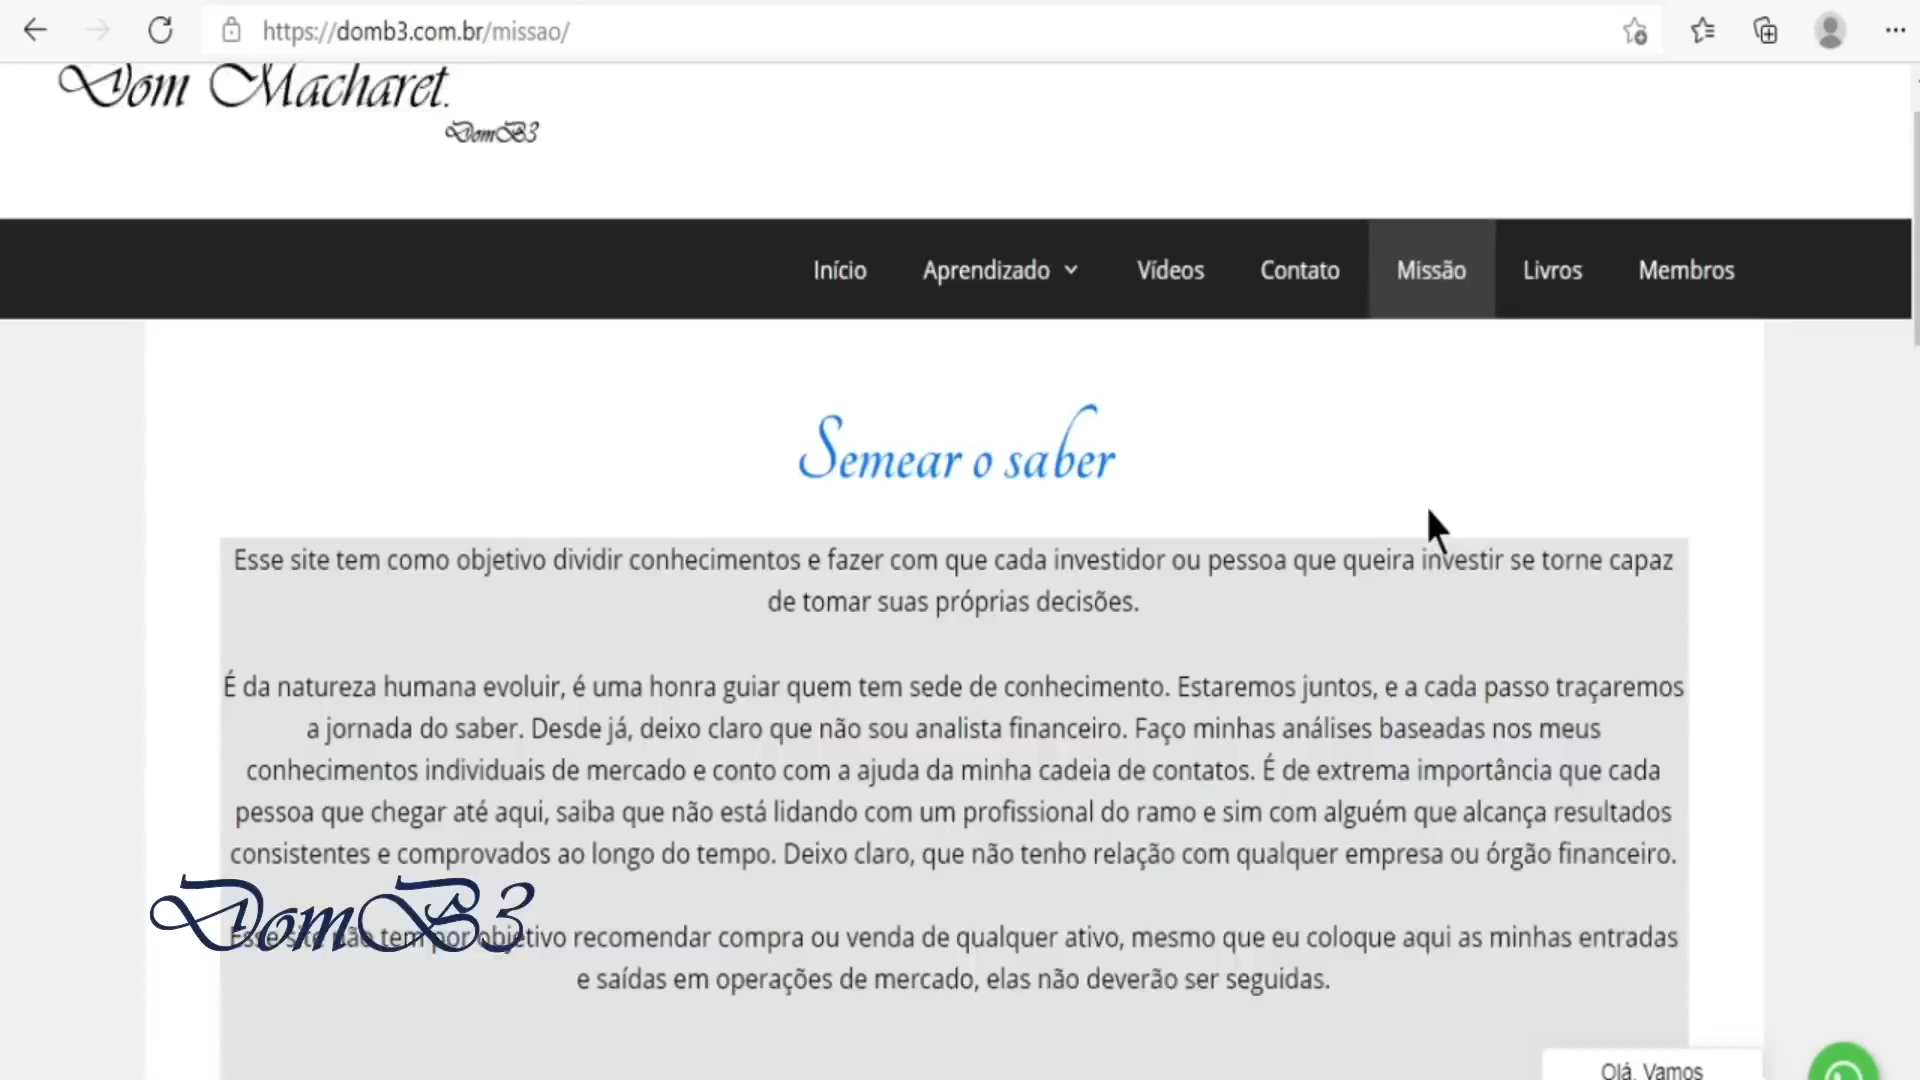 https://domb3.com.br/missao/
Dom Macharet.
DomB3
Início Aprendizado Vídeos Contato Missão Livros Membros
Semear o saber
Esse site tem como objetivo dividir conhecimentos e fazer com que cada investidor ou pessoa que queira investir se torne capaz
de tomar suas próprias decisões.
É da natureza humana evoluir, é uma honra guiar quem tem sede de conhecimento. Estaremos juntos, e a cada passo traçaremos
a jornada do saber. Desde já, deixo claro que não sou analista financeiro. Faço minhas análises baseadas nos meus
conhecimentos individuais de mercado e conto com a ajuda da minha cadeia de contatos. É de extrema importância que cada
pessoa que chegar até aqui, saiba que não está lidando com um profissional do ramo e sim com alguém que alcança resultados
consistentes e comprovados ao longo do tempo. Deixo claro, que não tenho relação com qualquer empresa ou órgão financeiro.
DomB3
Esse site não tem por objetivo recomendar compra ou venda de qualquer ativo, mesmo que eu coloque aqui as minhas entradas
e saídas em operações de mercado, elas não deverão ser seguidas.
Olá. Vamos